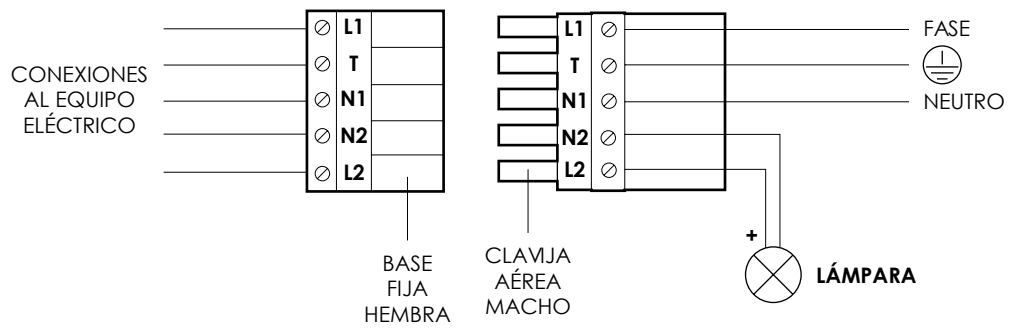 CONEXIONES
AL EQUIPO
ELÉCTRICO
L1
T
N1
N2
L2
BASE
FIJA
HEMBRA
L1
T
N1
N2
L2
CLAVIJA
AÉREA
MACHO
FASE
NEUTRO
+
LÁMPARA